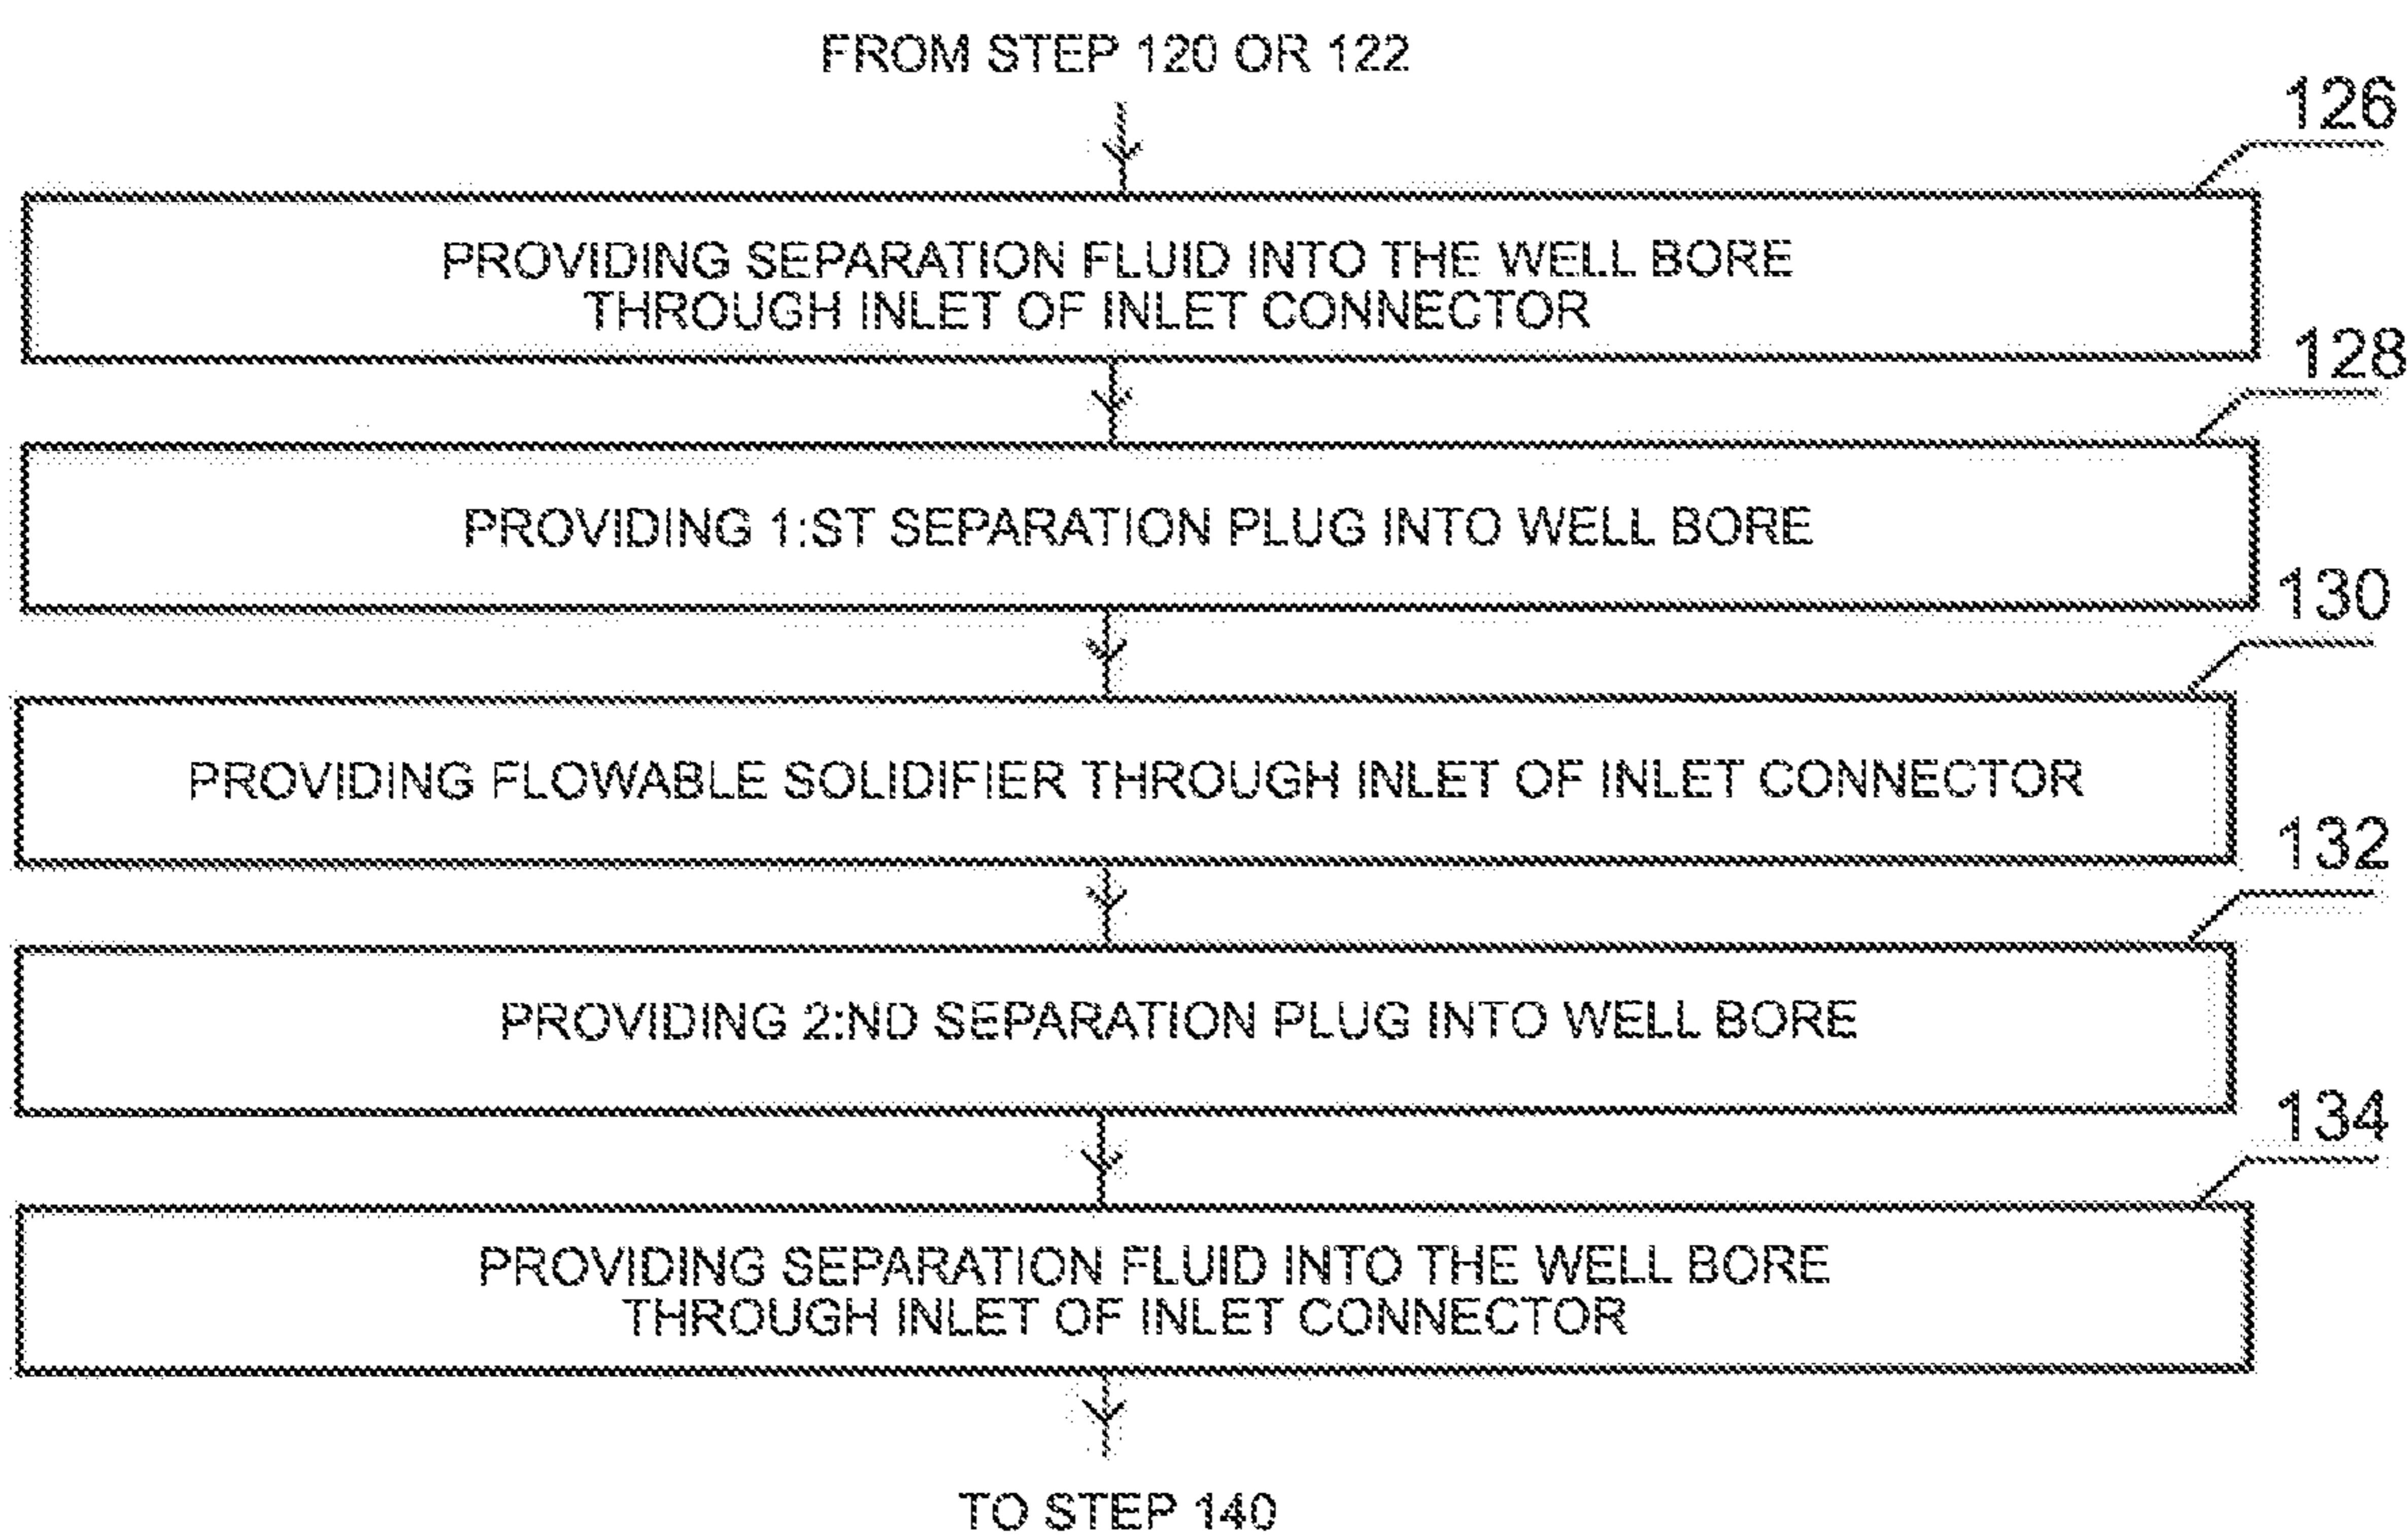 FROM STEP 120 OR 122
126
PROVIDING SEPARATION FLUID INTO THE WELL BORE
THROUGH INLET OF INLET CONNECTOR
128
PROVIDING 1:ST SEPARATION PLUG INTO WELL BORE
130
PROVIDING FLOWABLE SOLIDIFIER THROUGH INLET OF INLET CONNECTOR
132
PROVIDING 2:ND SEPARATION PLUG INTO WELL BORE
134
PROVIDING SEPARATION FLUID INTO THE WELL BORE
THROUGH INLET OF INLET CONNECTOR
TO STEP 140